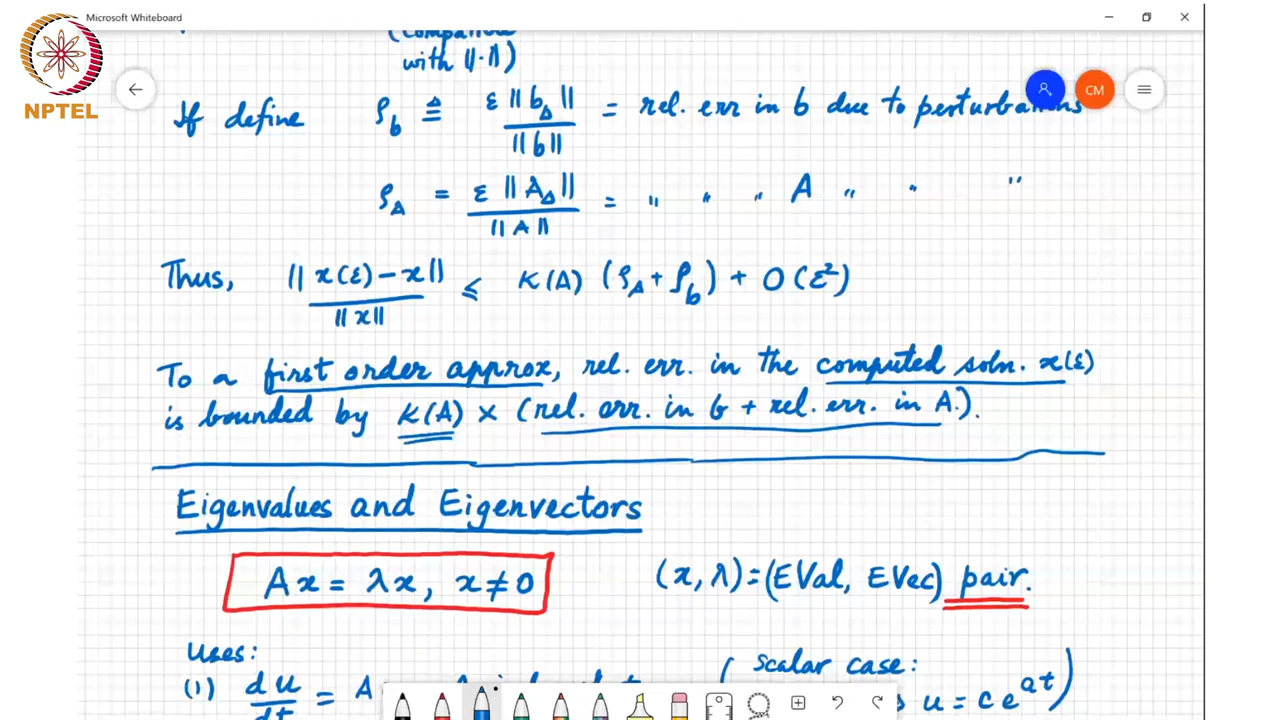 Microsoft Whiteboard
with ||·||)
NPTEL
CM
If define ρ_b ≜ ε || b_Δ || / || b || = rel. err in b due to perturbations
ρ_A = ε || A_Δ || / || A || = " " " A " " "
Thus, || x(ε) - x || / || x || ≤ K(A) (ρ_A + ρ_b) + O(ε²)
To a first order approx, rel. err. in the computed soln. x(ε)
is bounded by K(A) × (rel. err. in b + rel. err. in A.).
Eigenvalues and Eigenvectors
Ax = λx, x ≠ 0
(x, λ) = (EVal, EVec) pair.
Uses:
(1) du/dt = A
(scalar case:
u = c e^{at})